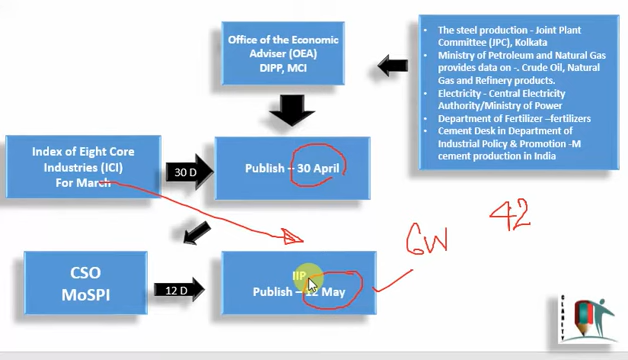 Office of the Economic
Adviser (OEA)
DIPP, MCI
• The steel production - Joint Plant
Committee (JPC), Kolkata
• Ministry of Petroleum and Natural Gas
provides data on -. Crude Oil, Natural
Gas and Refinery products.
• Electricity - Central Electricity
Authority/Ministry of Power
• Department of Fertilizer –fertilizers
• Cement Desk in Department of
Industrial Policy & Promotion -M
cement production in India
Index of Eight Core
Industries (ICI)
For March
30 D
Publish – 30 April
CSO
MoSPI
12 D
IIP
Publish – 12 May
6W
42
CLARITY